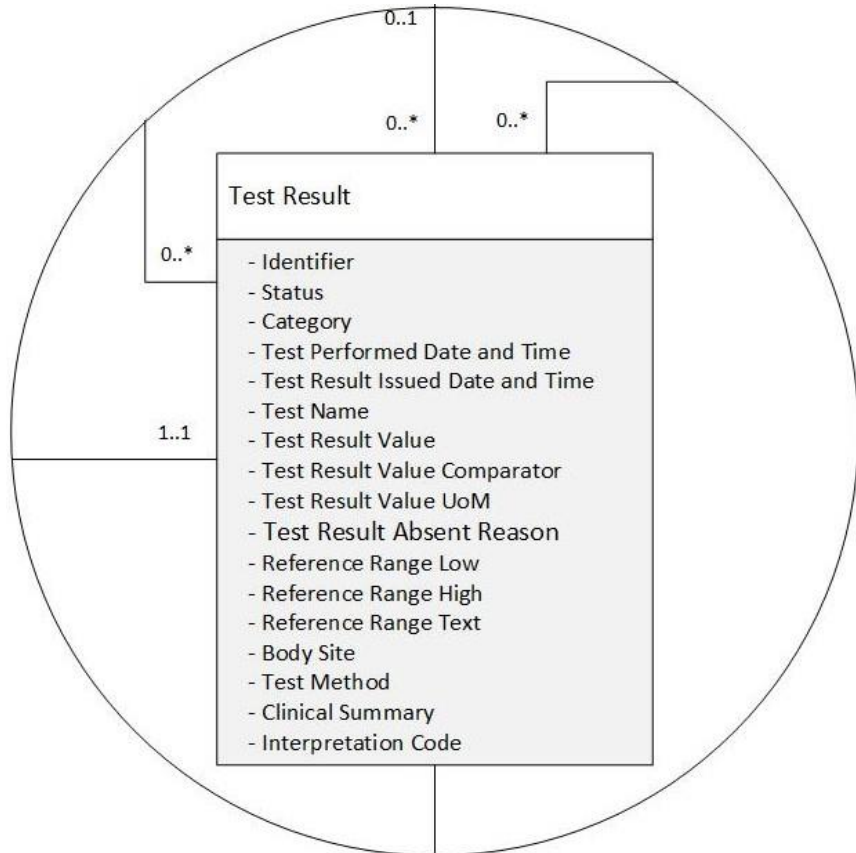 0..1
0..*
0..*
Test Result
0..*
- Identifier
- Status
- Category
- Test Performed Date and Time
- Test Result Issued Date and Time
- Test Name
1..1
- Test Result Value
- Test Result Value Comparator
- Test Result Value UoM
- Test Result Absent Reason
- Reference Range Low
- Reference Range High
- Reference Range Text
- Body Site
- Test Method
- Clinical Summary
- Interpretation Code